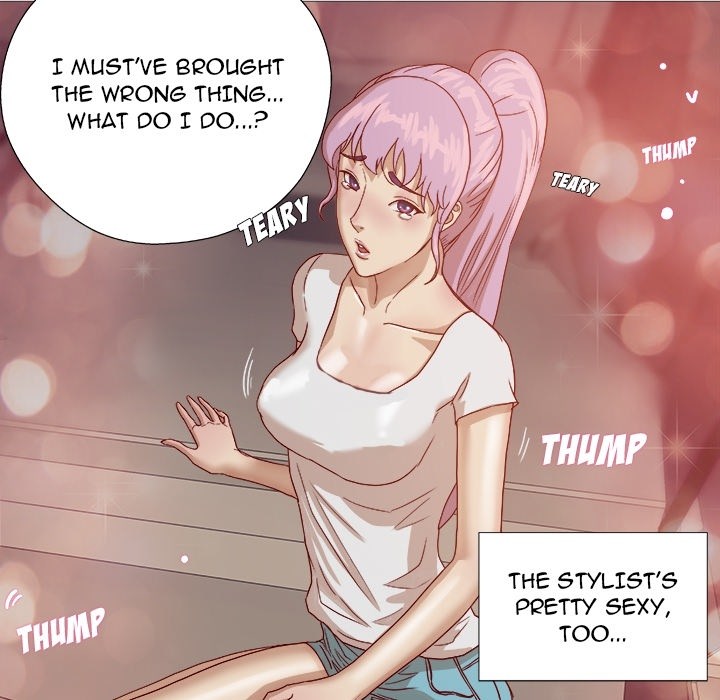 I MUST'VE BROUGHT
THE WRONG THING...
WHAT DO I DO...?
TEARY
TEARY
THUMP
THUMP
THUMP
THE STYLIST'S
PRETTY SEXY,
TOO...